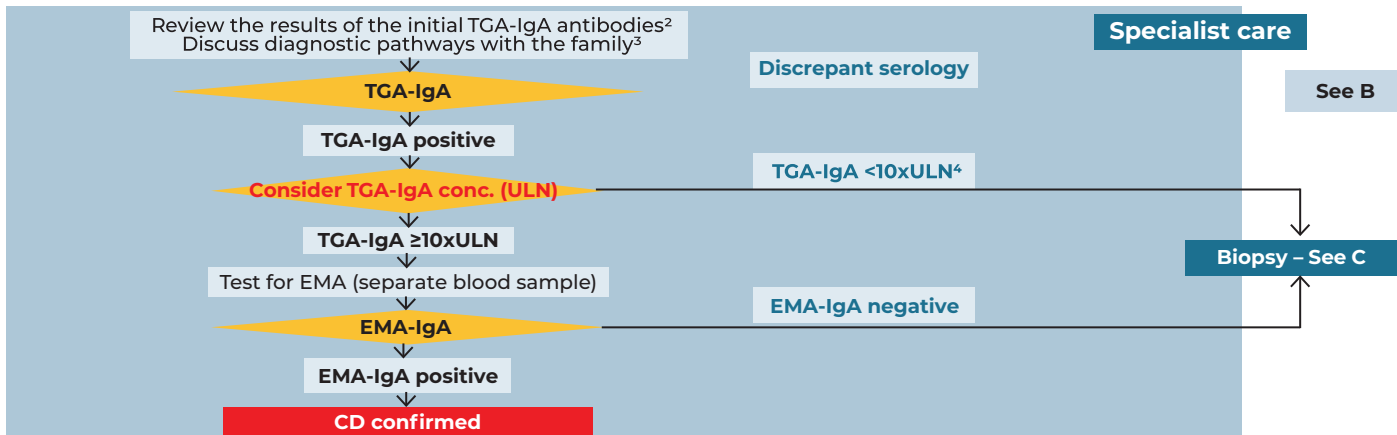 Review the results of the initial TGA-IgA antibodies²
Discuss diagnostic pathways with the family³
Specialist care
Discrepant serology
TGA-IgA
See B
TGA-IgA positive
Consider TGA-IgA conc. (ULN)
TGA-IgA <10xULN⁴
TGA-IgA ≥10xULN
Biopsy – See C
Test for EMA (separate blood sample)
EMA-IgA negative
EMA-IgA
EMA-IgA positive
CD confirmed